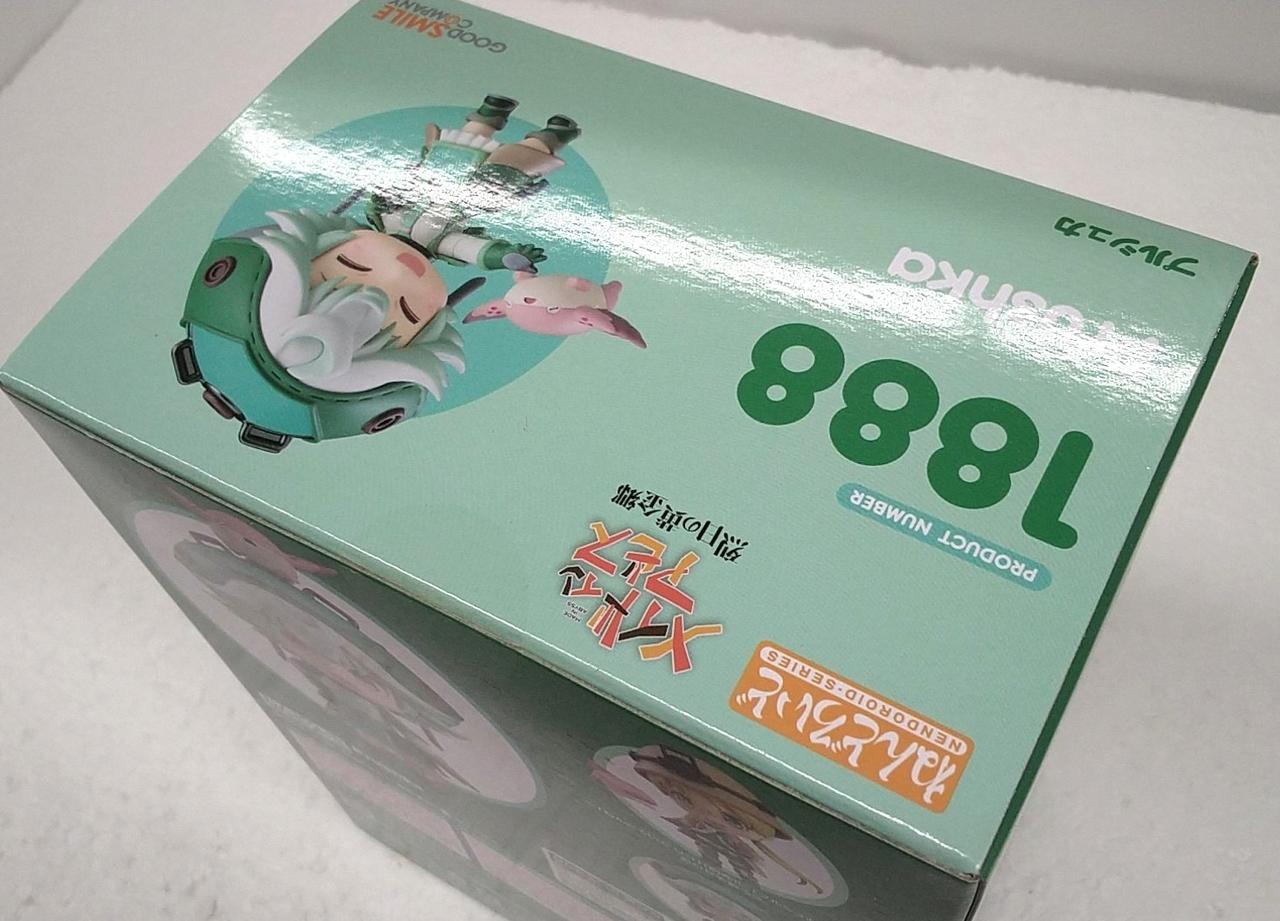 ねんどろいど
NENDOROID-SERIES
メイドインアビス
MADE IN ABYSS
烈日の黄金郷
PRODUCT NUMBER
1888
プルシュカ
GOOD SMILE
COMPANY